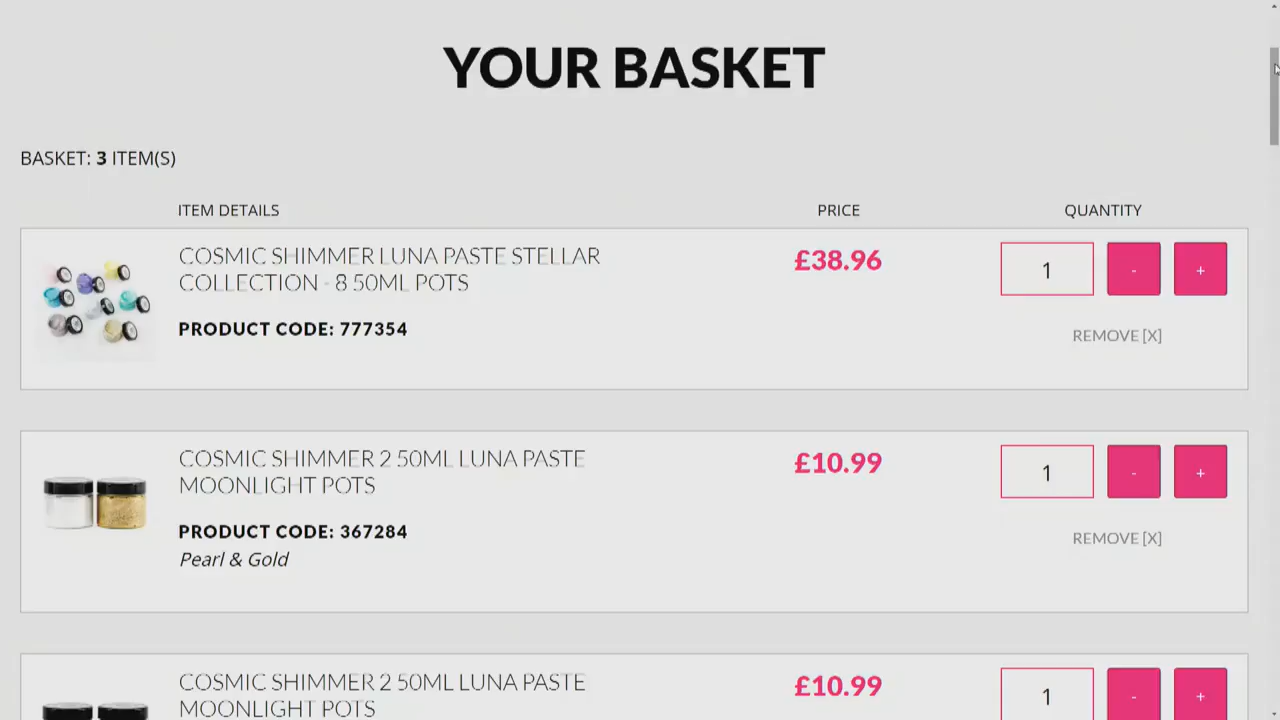 YOUR BASKET
BASKET: 3 ITEM(S)
ITEM DETAILS PRICE QUANTITY
COSMIC SHIMMER LUNA PASTE STELLAR £38.96 1 - +
COLLECTION - 8 50ML POTS
PRODUCT CODE: 777354 REMOVE [X]
COSMIC SHIMMER 2 50ML LUNA PASTE £10.99 1 - +
MOONLIGHT POTS
PRODUCT CODE: 367284 REMOVE [X]
Pearl & Gold
COSMIC SHIMMER 2 50ML LUNA PASTE £10.99 1 - +
MOONLIGHT POTS